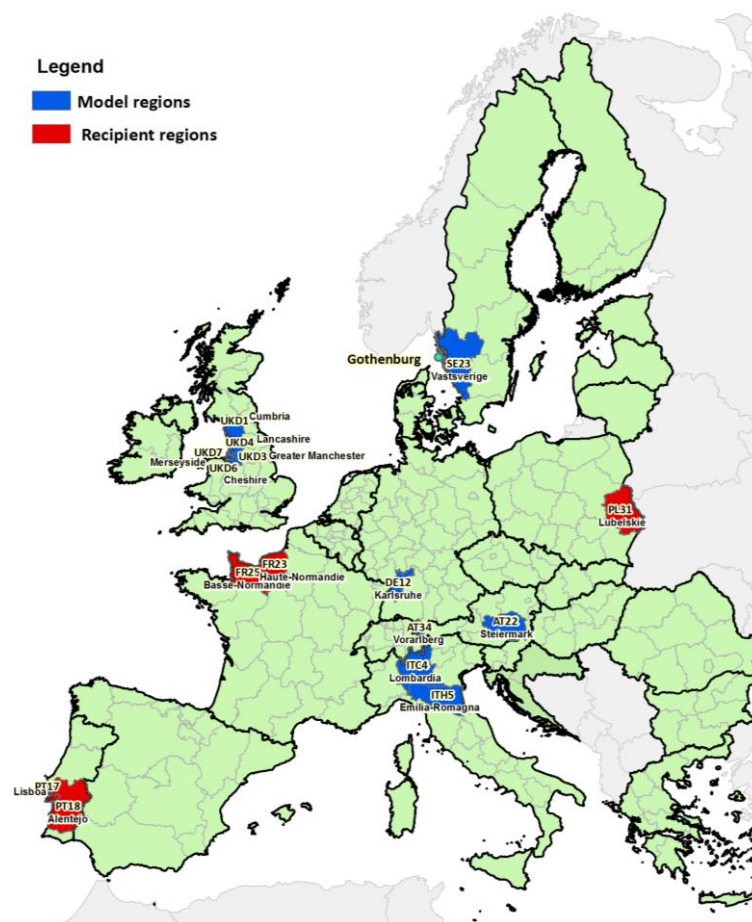 Legend
Model regions
Recipient regions
Gothenburg
SE23
Vastsverige
UKD1
Cumbria
UKD4
Lancashire
UKD7
Merseyside
UKD3
Greater Manchester
UKD6
Cheshire
PL31
Lubelskie
FR23
Haute-Normandie
FR25
Basse-Normandie
DE12
Karlsruhe
AT34
Vorarlberg
AT22
Steiermark
ITC4
Lombardia
ITH5
Emilia-Romagna
PT17
Lisboa
PT18
Alentejo